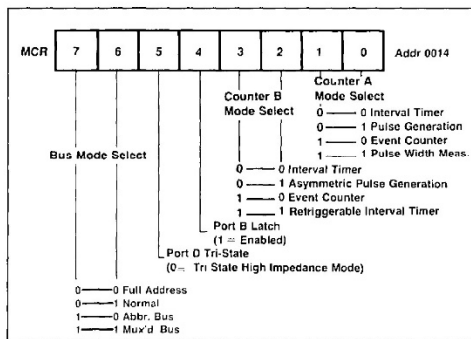 MCR 7 6 5 4 3 2 1 0 Addr 0014
Counter B Mode Select
Counter A Mode Select
0 0 Interval Timer
0 1 Pulse Generation
1 0 Event Counter
1 1 Pulse Width Meas.
Bus Mode Select
0 0 Interval Timer
0 1 Asymmetric Pulse Generation
1 0 Event Counter
1 1 Retriggerable Interval Timer
Port B Latch
(1 = Enabled)
Port D Tri-State
(0 = Tri State High Impedance Mode)
0 0 Full Address
0 1 Normal
1 0 Abbr. Bus
1 1 Mux'd Bus